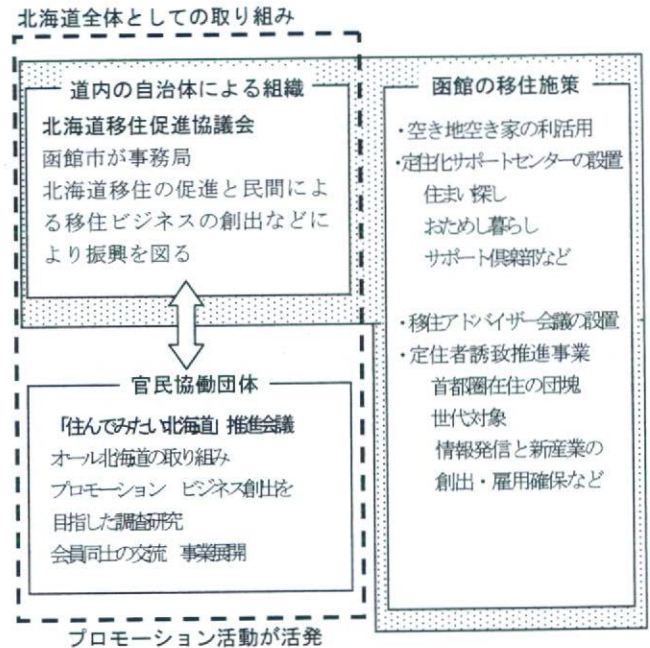 北海道全体としての取り組み
道内の自治体による組織
北海道移住促進協議会
函館市が事務局
北海道移住の促進と民間によ
る移住ビジネスの創出などに
より振興を図る
官民協働団体
「住んでみたい北海道」推進会議
オール北海道の取り組み
プロモーション ビジネス創出を
目指した調査研究
会員同士の交流 事業展開
プロモーション活動が活発
函館の移住施策
・空き地空き家の利活用
・定住化サポートセンターの設置
住まい探し
おためし暮らし
サポート倶楽部など
・移住アドバイザー会議の設置
・定住者誘致推進事業
首都圏在住の団塊
世代対象
情報発信と新産業の
創出・雇用確保など